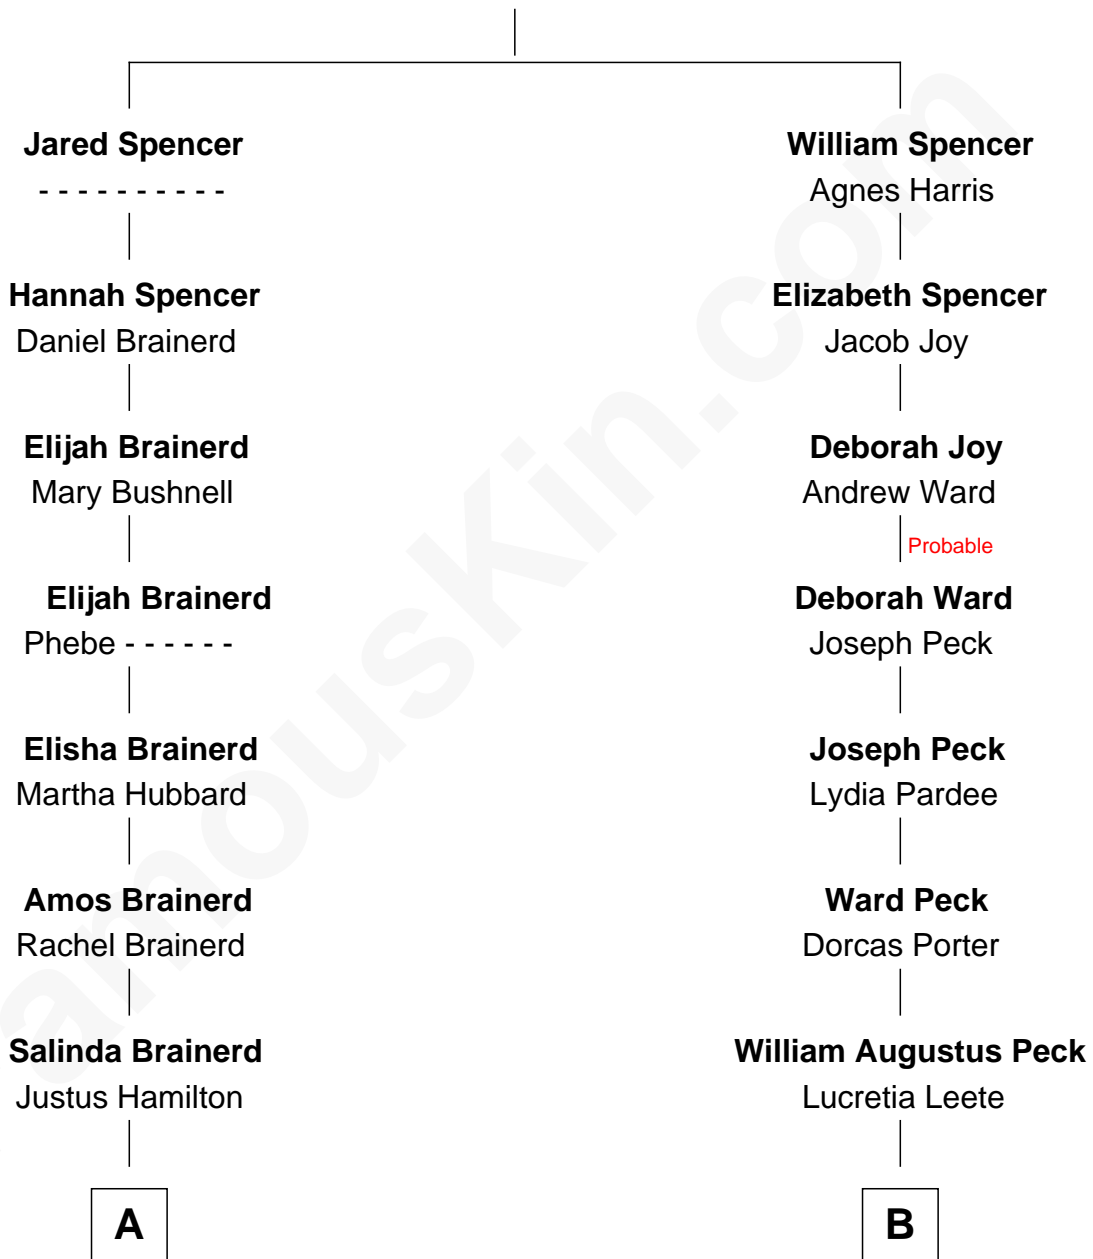 Jared Spencer
- - - - - - - - - -
Hannah Spencer
Daniel Brainerd
Elijah Brainerd
Mary Bushnell
Elijah Brainerd
Phebe - - - - - -
Elisha Brainerd
Martha Hubbard
Amos Brainerd
Rachel Brainerd
Salinda Brainerd
Justus Hamilton
A
William Spencer
Agnes Harris
Elizabeth Spencer
Jacob Joy
Deborah Joy
Andrew Ward
Probable
Deborah Ward
Joseph Peck
Joseph Peck
Lydia Pardee
Ward Peck
Dorcas Porter
William Augustus Peck
Lucretia Leete
B
amousKin.com